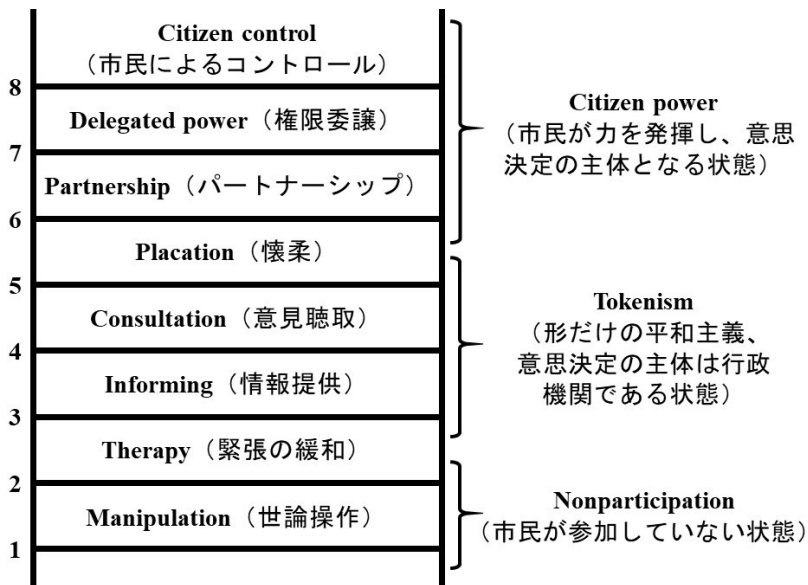 Citizen control
（市民によるコントロール）
8
Delegated power（権限委譲）
7
Partnership（パートナーシップ）
6
Placation（懐柔）
5
Consultation（意見聴取）
4
Informing（情報提供）
3
Therapy（緊張の緩和）
2
Manipulation（世論操作）
1
Citizen power
（市民が力を発揮し、意思
決定の主体となる状態）
Tokenism
（形だけの平和主義、
意思決定の主体は行政
機関である状態）
Nonparticipation
（市民が参加していない状態）